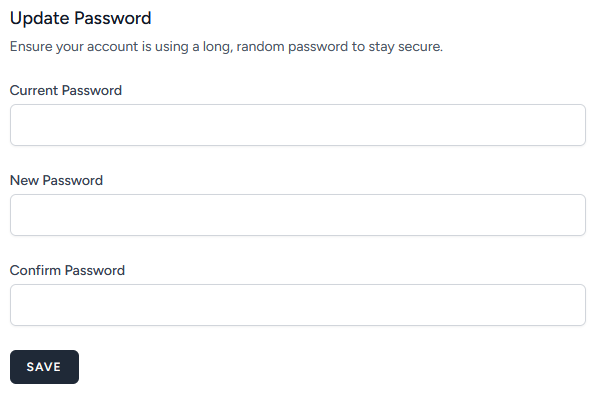 Update Password
Ensure your account is using a long, random password to stay secure.
Current Password
New Password
Confirm Password
SAVE